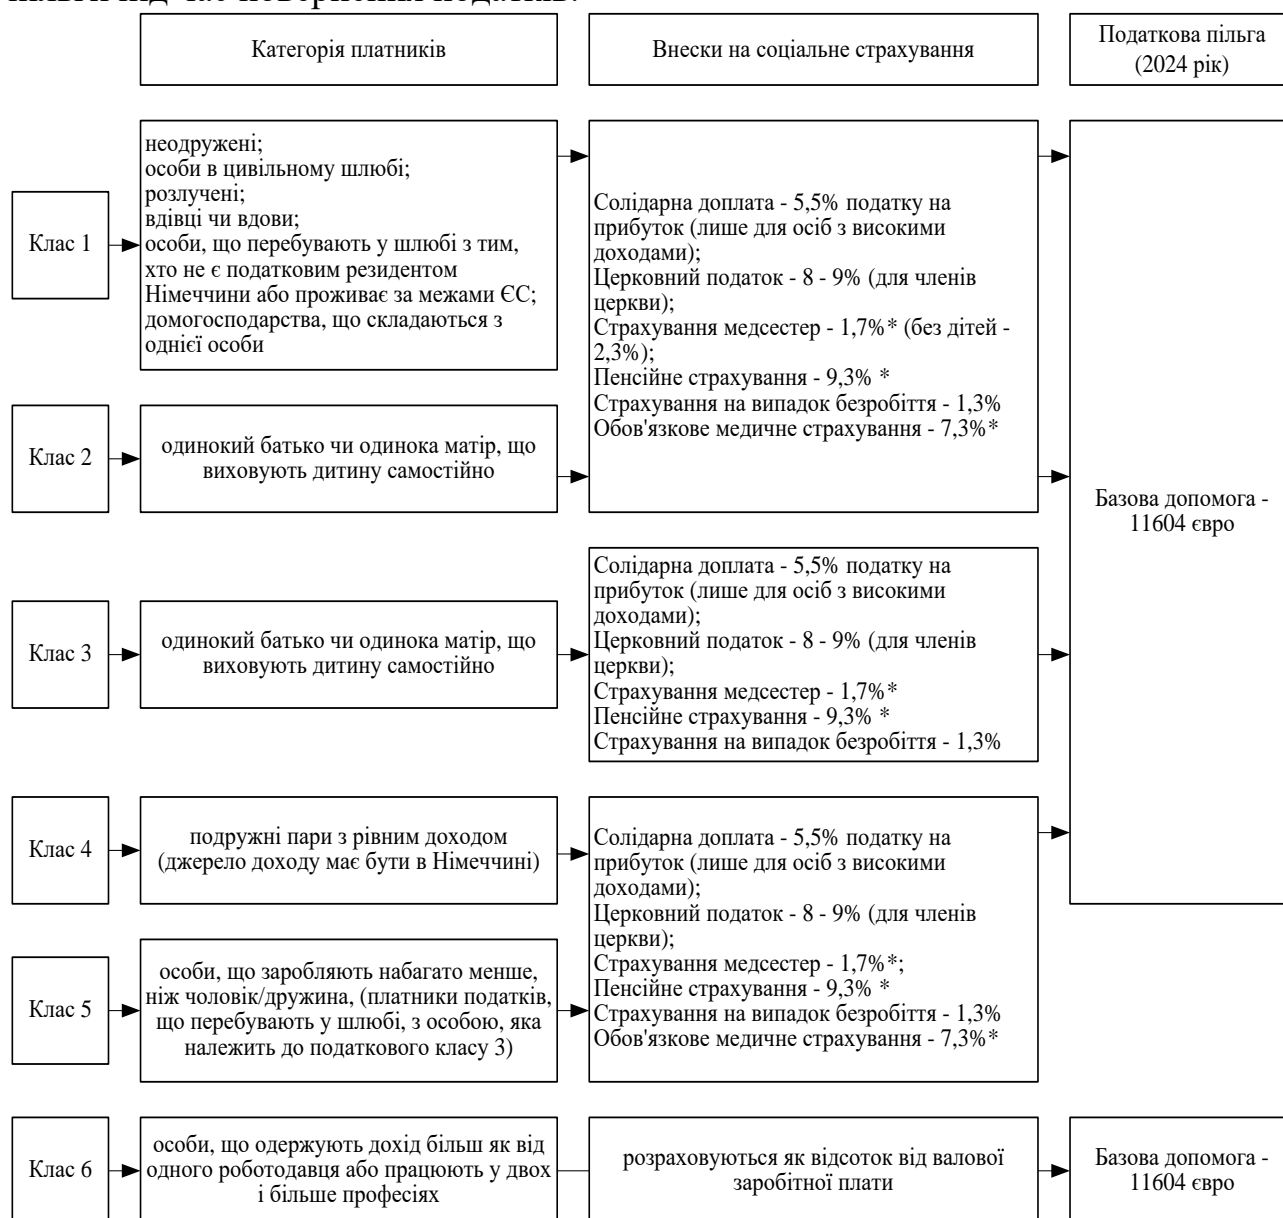 Категорія платників
Внески на соціальне страхування
Податкова пільга
(2024 рік)
Клас 1
неодружені;
особи в цивільному шлюбі;
розлучені;
вдівці чи вдови;
особи, що перебувають у шлюбі з тим,
хто не є податковим резидентом
Німеччини або проживає за межами ЄС;
домогосподарства, що складаються з
однієї особи
Солідарна доплата - 5,5% податку на
прибуток (лише для осіб з високими
доходами);
Церковний податок - 8 - 9% (для членів
церкви);
Страхування медсестер - 1,7%* (без дітей -
2,3%);
Пенсійне страхування - 9,3% *
Страхування на випадок безробіття - 1,3%
Обов'язкове медичне страхування - 7,3%*
Клас 2
одинокий батько чи одинока матір, що
виховують дитину самостійно
Базова допомога -
11604 євро
Клас 3
одинокий батько чи одинока матір, що
виховують дитину самостійно
Солідарна доплата - 5,5% податку на
прибуток (лише для осіб з високими
доходами);
Церковний податок - 8 - 9% (для членів
церкви);
Страхування медсестер - 1,7%*
Пенсійне страхування - 9,3% *
Страхування на випадок безробіття - 1,3%
Клас 4
подружні пари з рівним доходом
(джерело доходу має бути в Німеччині)
Солідарна доплата - 5,5% податку на
прибуток (лише для осіб з високими
доходами);
Церковний податок - 8 - 9% (для членів
церкви);
Страхування медсестер - 1,7%*;
Пенсійне страхування - 9,3% *
Страхування на випадок безробіття - 1,3%
Обов'язкове медичне страхування - 7,3%*
Клас 5
особи, що заробляють набагато менше,
ніж чоловік/дружина, (платники податків,
що перебувають у шлюбі, з особою, яка
належить до податкового класу 3)
Клас 6
особи, що одержують дохід більш як від
одного роботодавця або працюють у двох
і більше професіях
розраховуються як відсоток від валової
заробітної плати
Базова допомога -
11604 євро